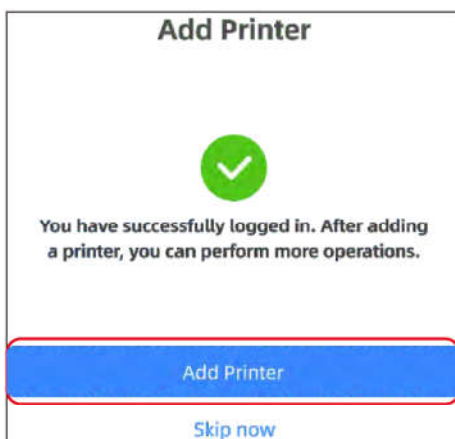 Add Printer
You have successfully logged in. After adding
a printer, you can perform more operations.
Add Printer
Skip now